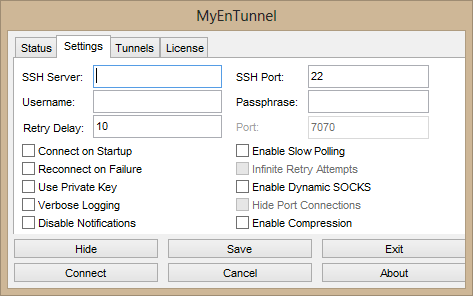 MyEnTunnel
Status Settings Tunnels License
SSH Server: SSH Port: 22
Username: Passphrase:
Retry Delay: 10 Port: 7070
Connect on Startup Enable Slow Polling
Reconnect on Failure Infinite Retry Attempts
Use Private Key Enable Dynamic SOCKS
Verbose Logging Hide Port Connections
Disable Notifications Enable Compression
Hide Save Exit
Connect Cancel About